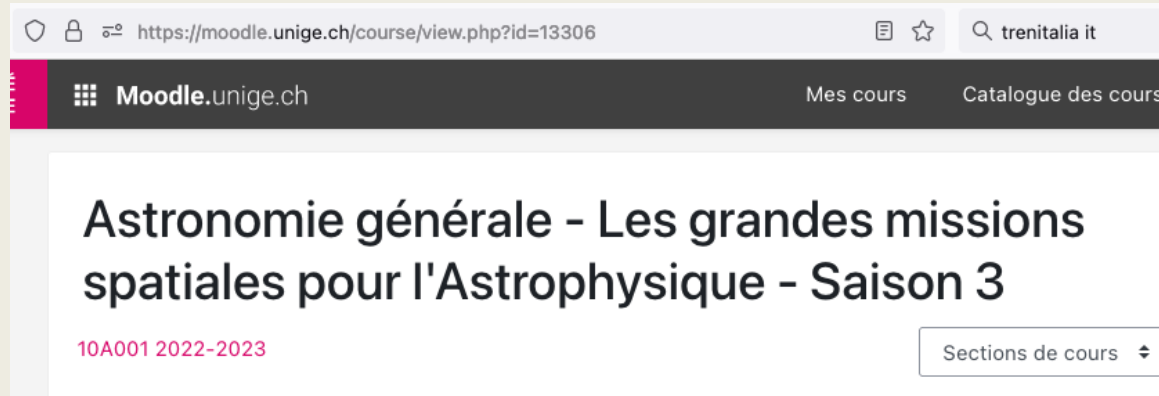 https://moodle.unige.ch/course/view.php?id=13306 trenitalia it
Moodle.unige.ch Mes cours Catalogue des cours
Astronomie générale - Les grandes missions
spatiales pour l'Astrophysique - Saison 3
10A001 2022-2023 Sections de cours